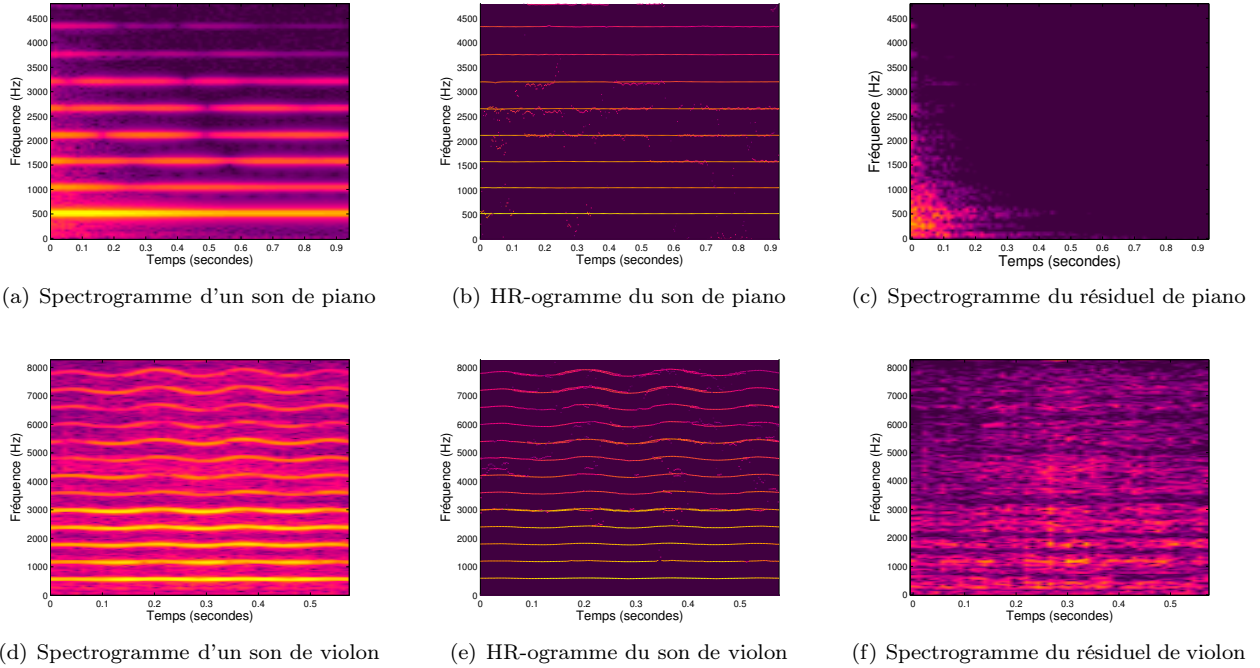 4500
4000
3500
3000
2500
2000
1500
1000
500
0
Fréquence (Hz)
0 0.1 0.2 0.3 0.4 0.5 0.6 0.7 0.8 0.9
Temps (secondes)
(a) Spectrogramme d'un son de piano
4500
4000
3500
3000
2500
2000
1500
1000
500
0
Fréquence (Hz)
0 0.1 0.2 0.3 0.4 0.5 0.6 0.7 0.8 0.9
Temps (secondes)
(b) HR-ogramme du son de piano
4500
4000
3500
3000
2500
2000
1500
1000
500
0
Fréquence (Hz)
0 0.1 0.2 0.3 0.4 0.5 0.6 0.7 0.8 0.9
Temps (secondes)
(c) Spectrogramme du résiduel de piano
8000
7000
6000
5000
4000
3000
2000
1000
0
Fréquence (Hz)
0 0.1 0.2 0.3 0.4 0.5
Temps (secondes)
(d) Spectrogramme d'un son de violon
8000
7000
6000
5000
4000
3000
2000
1000
0
Fréquence (Hz)
0 0.1 0.2 0.3 0.4 0.5
Temps (secondes)
(e) HR-ogramme du son de violon
8000
7000
6000
5000
4000
3000
2000
1000
0
Fréquence (Hz)
0 0.1 0.2 0.3 0.4 0.5
Temps (secondes)
(f) Spectrogramme du résiduel de violon